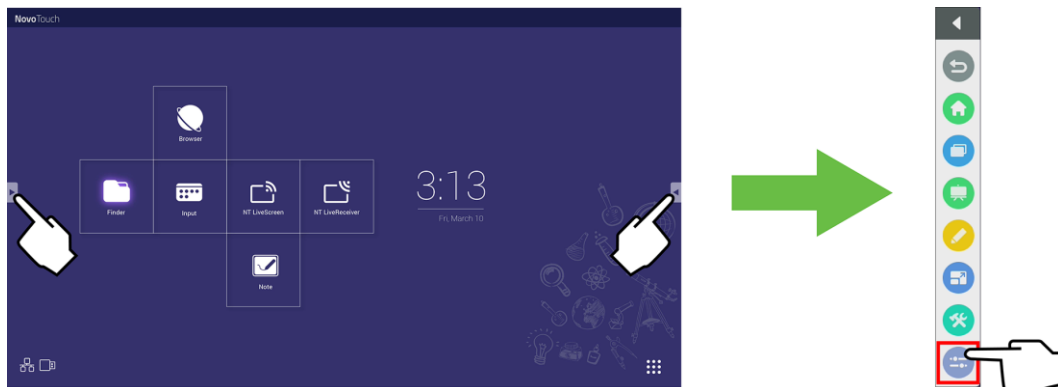 NovoTouch
Browser
Finder
Input
NT LiveScreen
NT LiveReceiver
3:13
Fri, March 10
Note